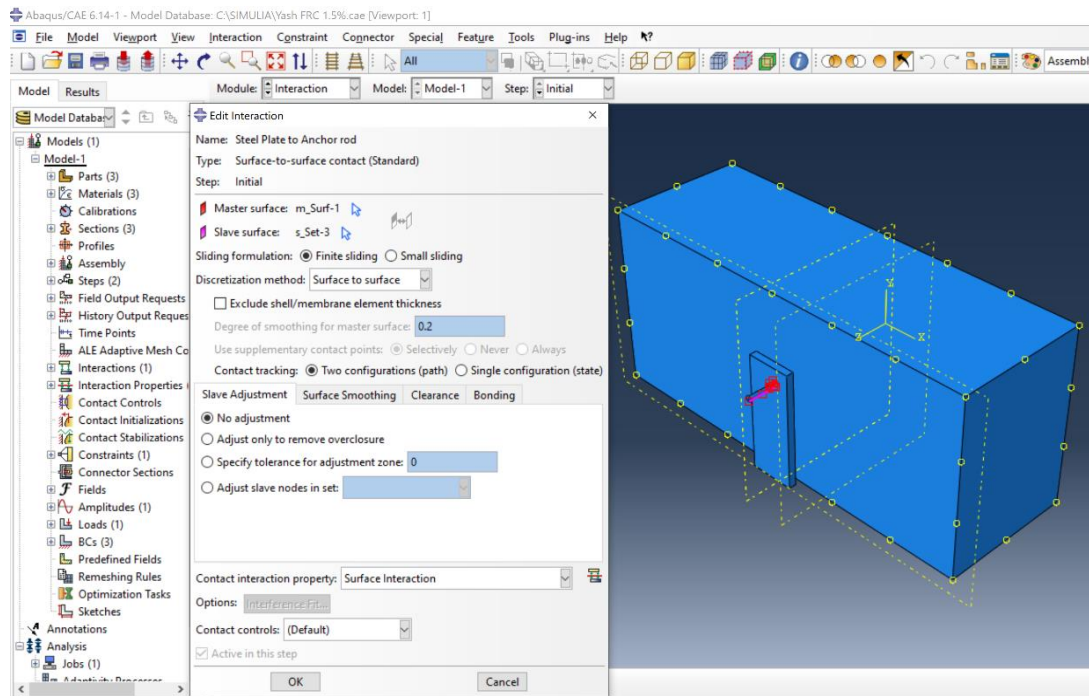 Abaqus/CAE 6.14-1 - Model Database: C:\SIMULIA\Yash FRC 1.5%.cae [Viewport: 1]
File Model Viewport View Interaction Constraint Connector Special Feature Tools Plug-ins Help
All
Assembl
Model Results
Module: Interaction Model: Model-1 Step: Initial
Model Databas
Models (1)
Model-1
Parts (3)
Materials (3)
Calibrations
Sections (3)
Profiles
Assembly
Steps (2)
Field Output Requests
History Output Reques
Time Points
ALE Adaptive Mesh Co
Interactions (1)
Interaction Properties
Contact Controls
Contact Initializations
Contact Stabilizations
Constraints (1)
Connector Sections
Fields
Amplitudes (1)
Loads (1)
BCs (3)
Predefined Fields
Remeshing Rules
Optimization Tasks
Sketches
Annotations
Analysis
Jobs (1)
Edit Interaction
Name: Steel Plate to Anchor rod
Type: Surface-to-surface contact (Standard)
Step: Initial
Master surface: m_Surf-1
Slave surface: s_Set-3
Sliding formulation: Finite sliding Small sliding
Discretization method: Surface to surface
Exclude shell/membrane element thickness
Degree of smoothing for master surface: 0.2
Use supplementary contact points: Selectively Never Always
Contact tracking: Two configurations (path) Single configuration (state)
Slave Adjustment Surface Smoothing Clearance Bonding
No adjustment
Adjust only to remove overclosure
Specify tolerance for adjustment zone: 0
Adjust slave nodes in set:
Contact interaction property: Surface Interaction
Options: Interference Fit...
Contact controls: (Default)
Active in this step
OK Cancel
Y
Z X